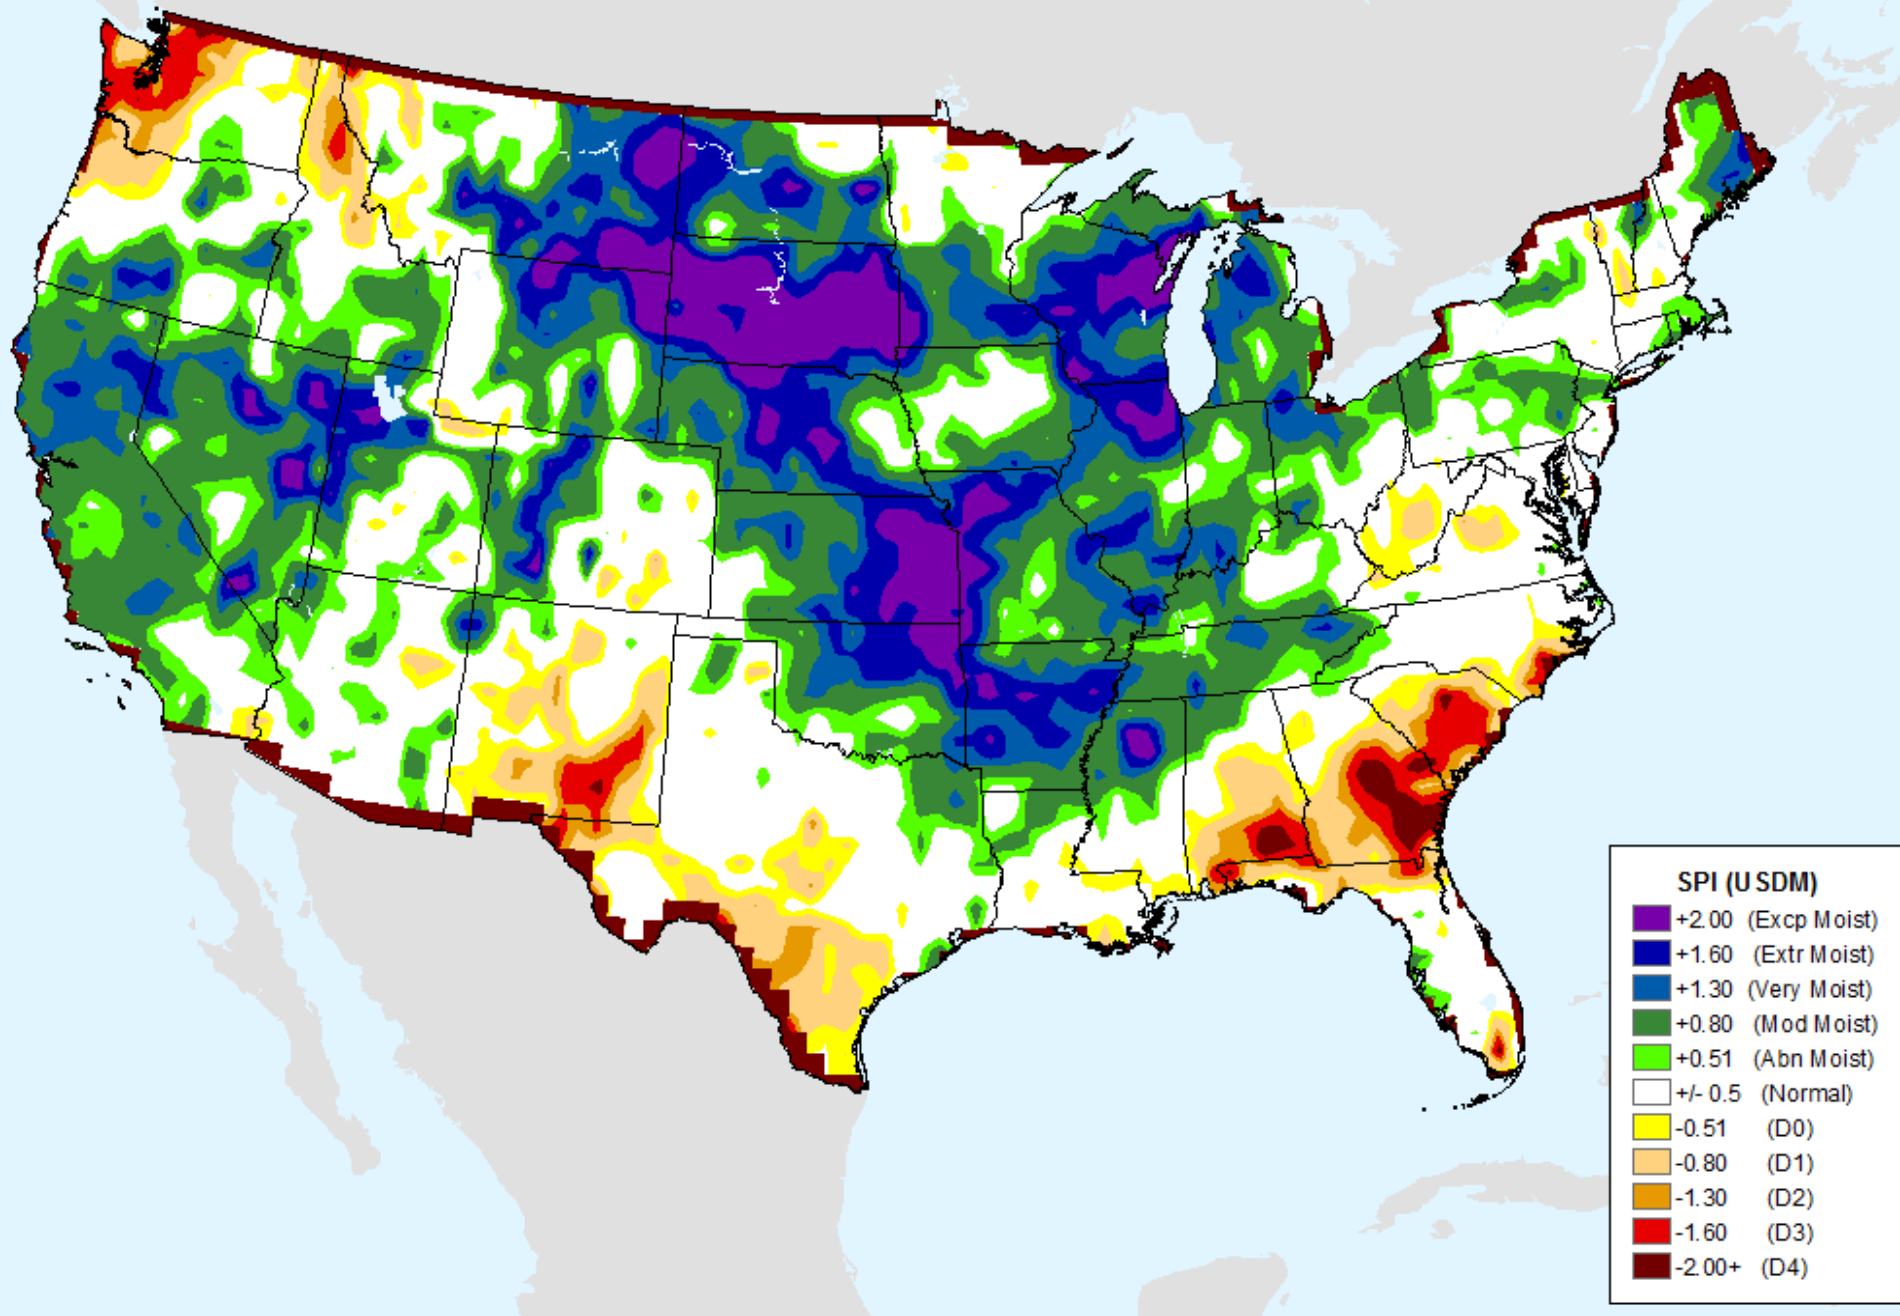 SPI (USDM)
+2.00 (Excp Moist)
+1.60 (Extr Moist)
+1.30 (Very Moist)
+0.80 (Mod Moist)
+0.51 (Abn Moist)
+/- 0.5 (Normal)
-0.51 (D0)
-0.80 (D1)
-1.30 (D2)
-1.60 (D3)
-2.00+ (D4)